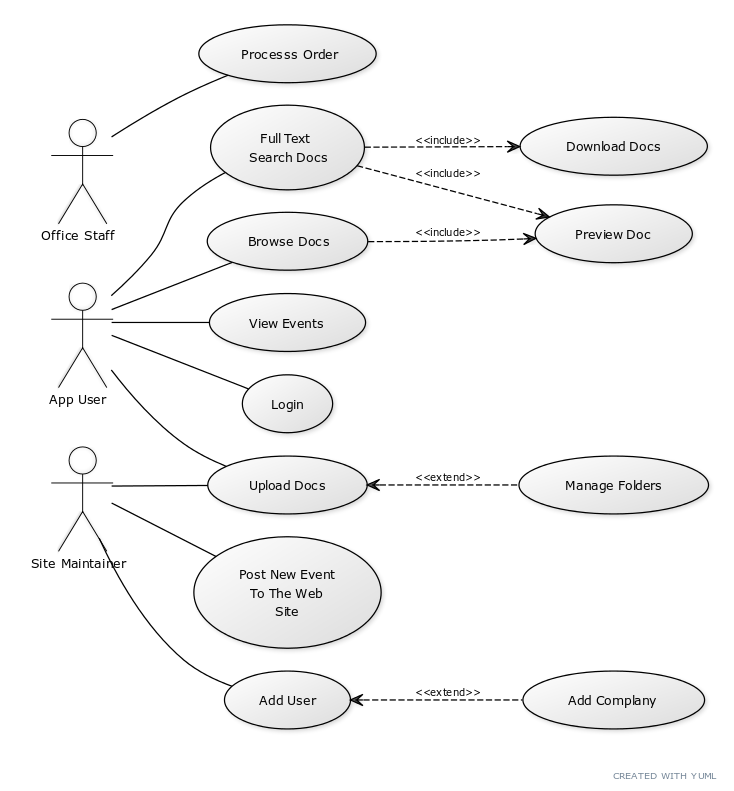 Processs Order
Full Text
Search Docs
<<include>>
Download Docs
<<include>>
Office Staff
Browse Docs
<<include>>
Preview Doc
View Events
App User
Login
Upload Docs
<<extend>>
Manage Folders
Site Maintainer
Post New Event
To The Web
Site
Add User
<<extend>>
Add Complany
CREATED WITH YUML